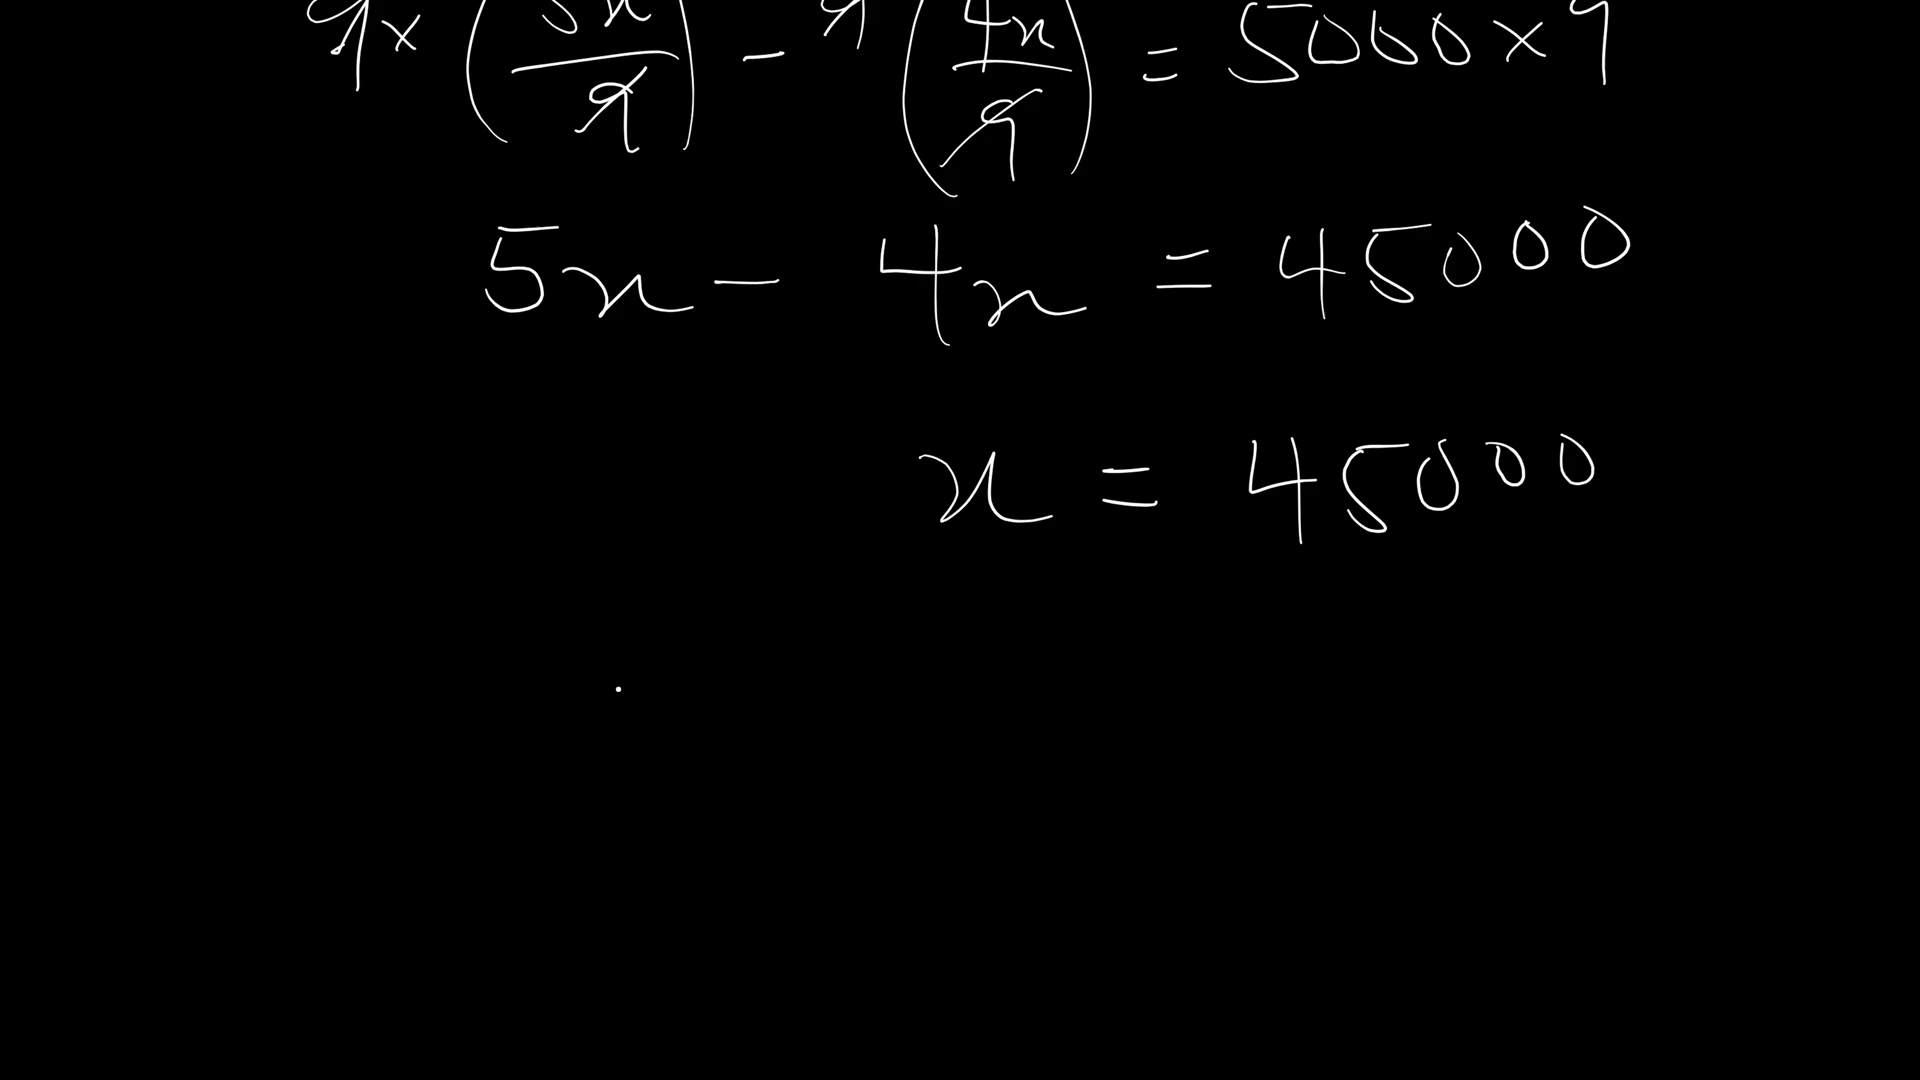 9 × (5x/9) - 9 (4x/9) = 5000 × 9
5x - 4x = 45000
x = 45000